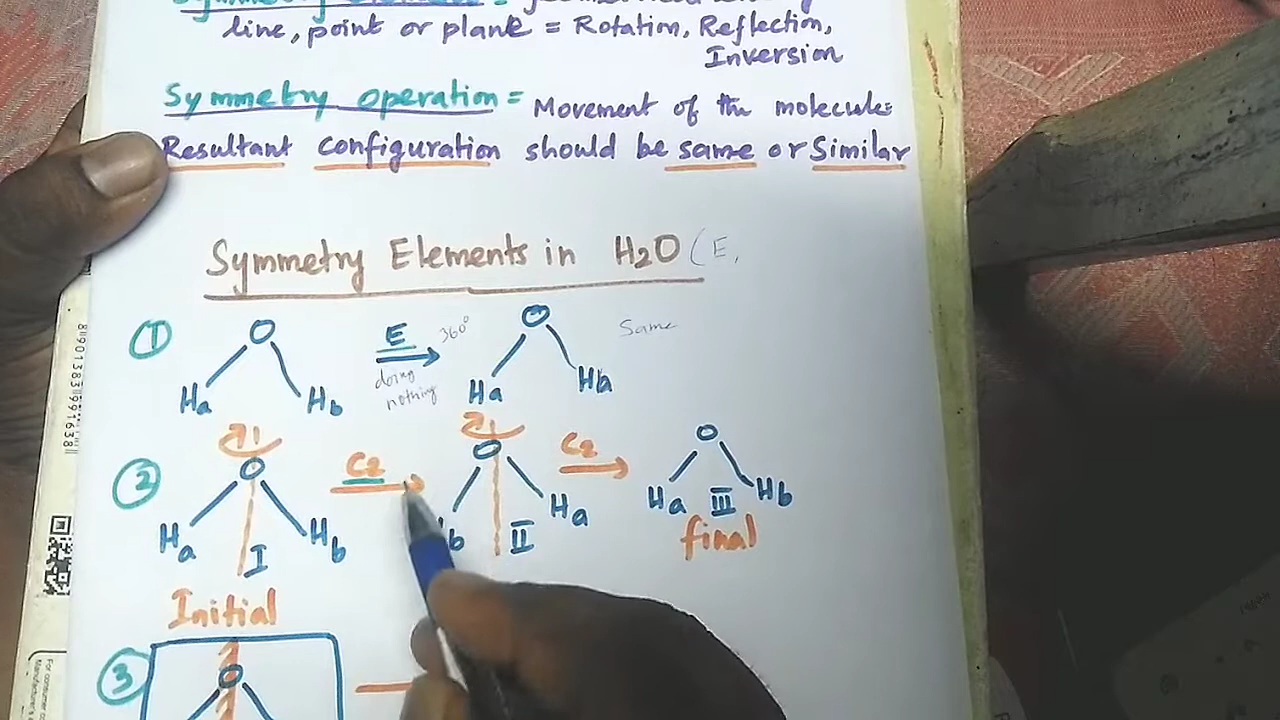 line, point or plane = Rotation, Reflection,
Inversion
Symmetry operation = Movement of the molecule
Resultant configuration should be same or Similar
Symmetry Elements in H2O (E,
① O E 360° O Same
doing
nothing
Ha Hb Ha Hb
② O C2 O C2 O
Ha I Hb b II Ha Ha III Hb
Initial final
③
8901383991638